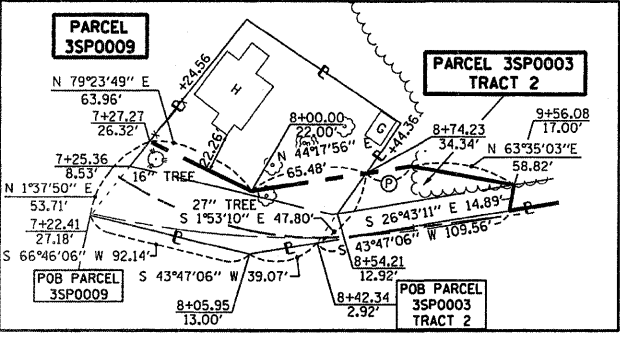 PARCEL
3SP0009
+24.56
PARCEL 3SP0003
TRACT 2
N 79°23'49" E
63.96'
H
7+27.27
26.32'
22.26
8+00.00
22.00'
G
+44.36
8+74.23
34.34'
9+56.08
17.00'
N 63°35'03"E
58.82'
N 44°17'56" E
65.48'
7+25.36
8.53'
16" TREE
P
N 1°37'50" E
53.71'
27" TREE
S 1°53'10" E 47.80'
S 26°43'11" E 14.89'
7+22.41
27.18'
S 43°47'06" W 109.56'
S 66°46'06" W 92.14'
S 43°47'06" W 39.07'
8+54.21
12.92'
POB PARCEL
3SP0009
8+05.95
13.00'
8+42.34
2.92'
POB PARCEL
3SP0003
TRACT 2